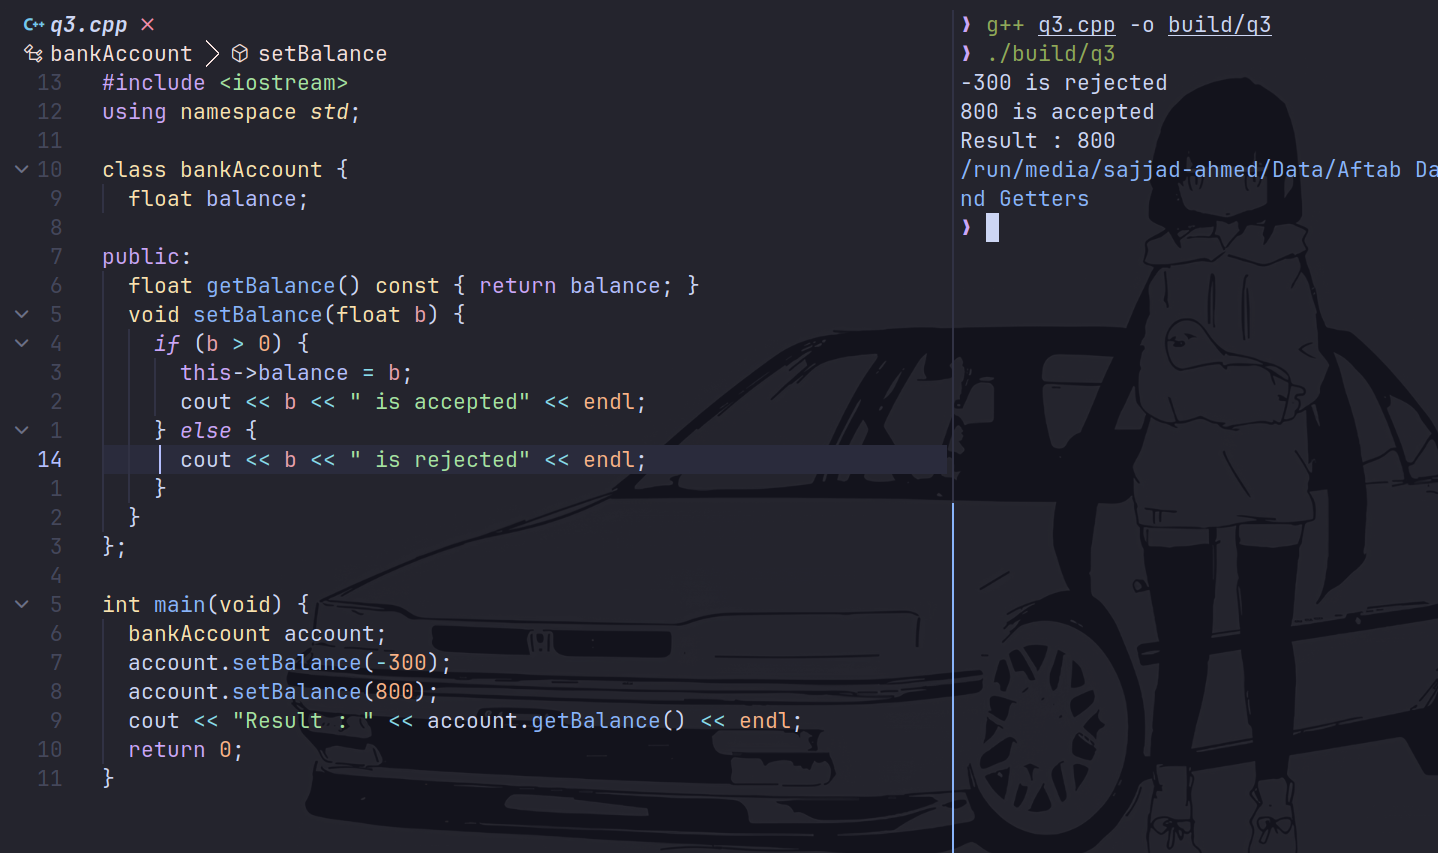 C++ q3.cpp ×
bankAccount > setBalance
13 #include <iostream>
12 using namespace std;
11
10 class bankAccount {
9 float balance;
8
7 public:
6 float getBalance() const { return balance; }
5 void setBalance(float b) {
4 if (b > 0) {
3 this->balance = b;
2 cout << b << " is accepted" << endl;
1 } else {
14 cout << b << " is rejected" << endl;
1 }
2 }
3 };
4
5 int main(void) {
6 bankAccount account;
7 account.setBalance(-300);
8 account.setBalance(800);
9 cout << "Result : " << account.getBalance() << endl;
10 return 0;
11 }
❱ g++ q3.cpp -o build/q3
❱ ./build/q3
-300 is rejected
800 is accepted
Result : 800
/run/media/sajjad-ahmed/Data/Aftab Da
nd Getters
❱